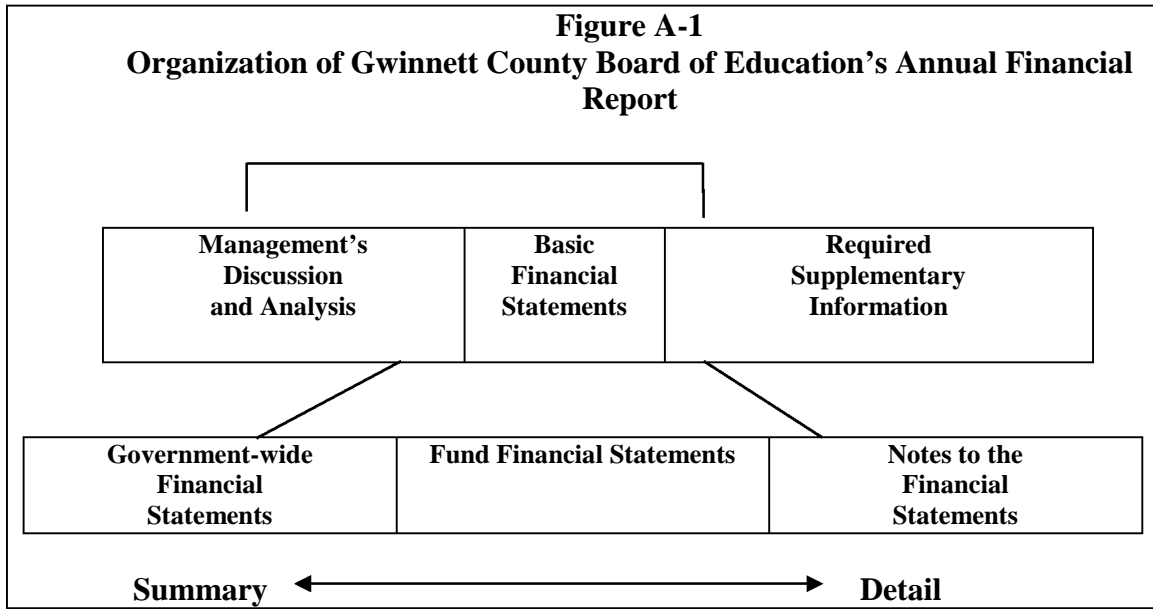 Figure A-1
Organization of Gwinnett County Board of Education’s Annual Financial
Report
Management’s
Discussion
and Analysis
Basic
Financial
Statements
Required
Supplementary
Information
Government-wide
Financial
Statements
Fund Financial Statements
Notes to the
Financial
Statements
Summary
Detail